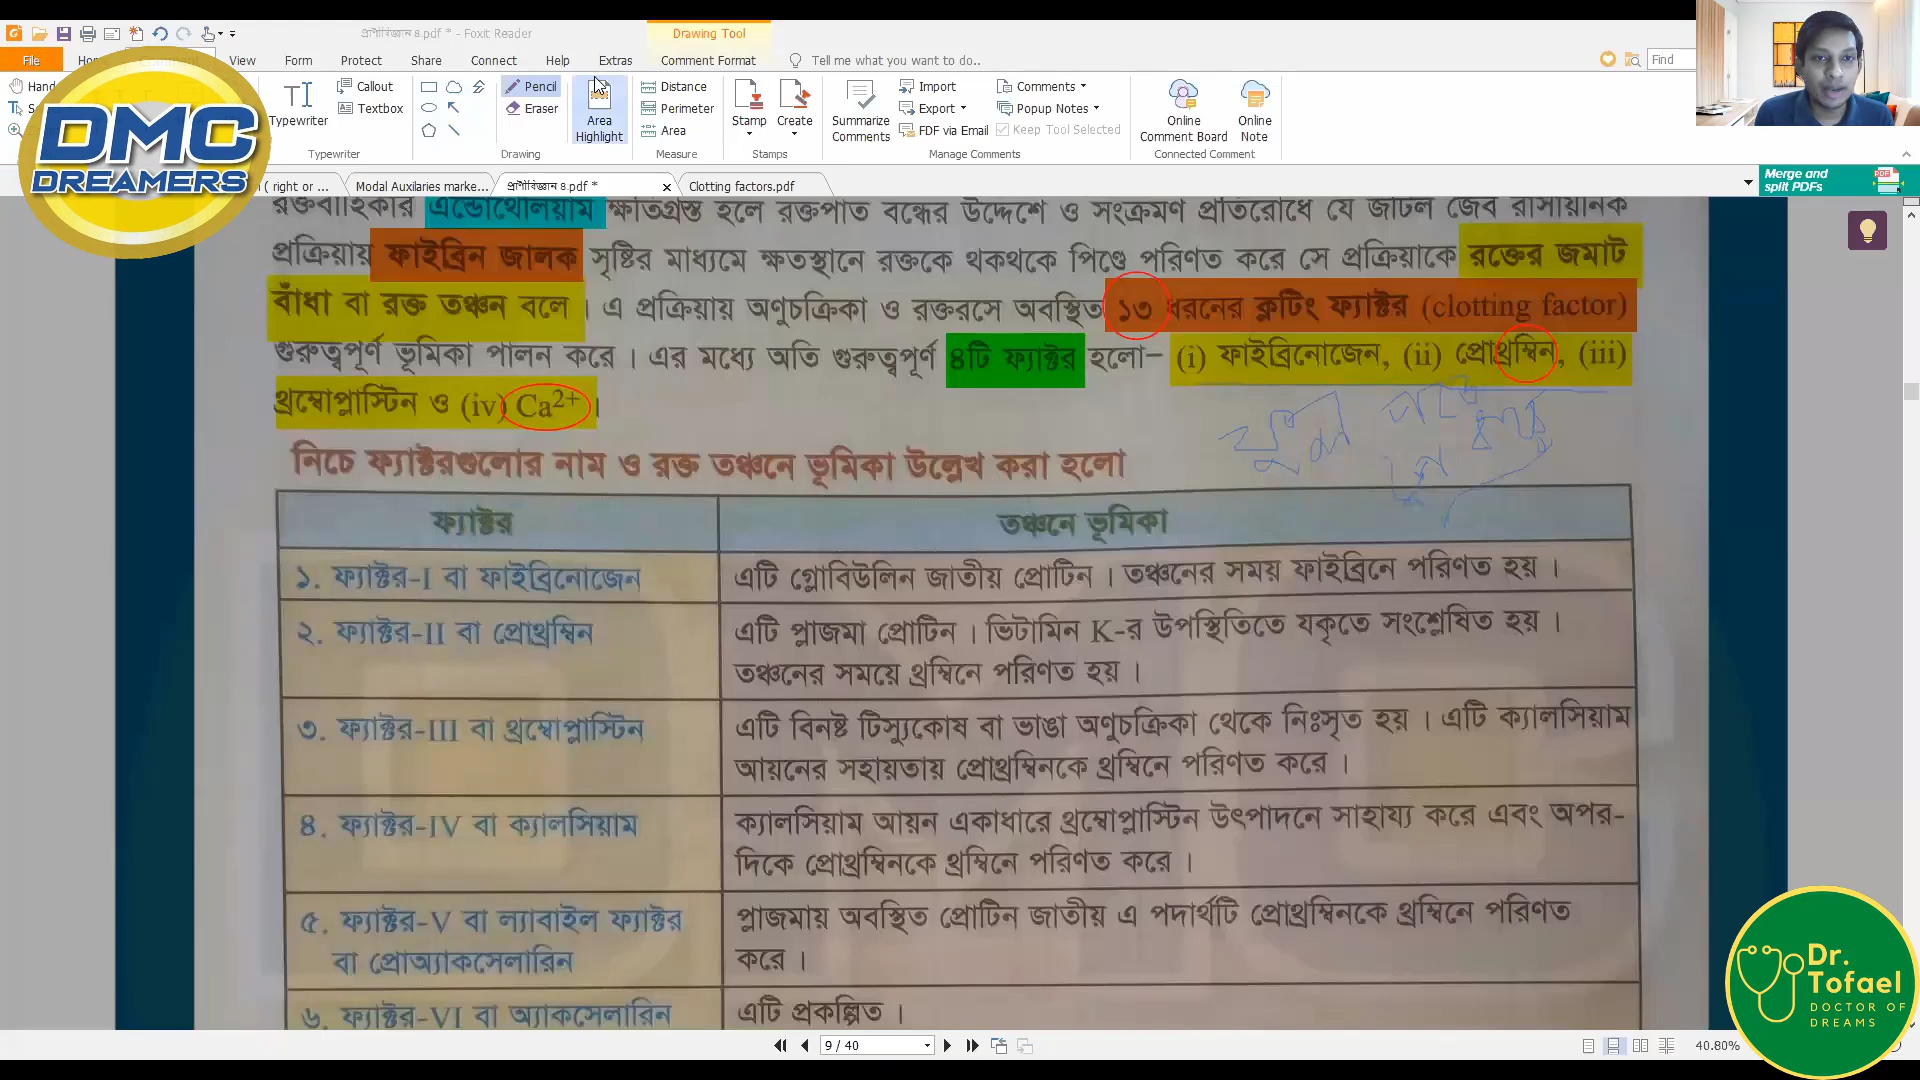 প্রাণীবিজ্ঞান ৪.pdf * - Foxit Reader
Drawing Tool
File
View
Form
Protect
Share
Connect
Help
Extras
Comment Format
Tell me what you want to do..
Find
Hand
Typewriter
Callout
Textbox
Typewriter
Pencil
Eraser
Drawing
Area Highlight
Distance
Perimeter
Area
Measure
Stamp
Create
Stamps
Summarize Comments
Import
Export
FDF via Email
Comments
Popup Notes
Keep Tool Selected
Manage Comments
Online Comment Board
Online Note
Connected Comment
DMC
DREAMERS
( right or ...
Modal Auxilaries marke...
প্রাণীবিজ্ঞান ৪.pdf *
Clotting factors.pdf
Merge and
split PDFs
রক্তবাহিকার এন্ডোথেলিয়াম ক্ষতিগ্রস্ত হলে রক্তপাত বন্ধের উদ্দেশে ও সংক্রমণ প্রতিরোধে যে জটিল জৈব রাসায়নিক
প্রক্রিয়ায় ফাইব্রিন জালক সৃষ্টির মাধ্যমে ক্ষতস্থানে রক্তকে থকথকে পিণ্ডে পরিণত করে সে প্রক্রিয়াকে রক্তের জমাট
বাঁধা বা রক্ত তঞ্চন বলে। এ প্রক্রিয়ায় অণুচক্রিকা ও রক্তরসে অবস্থিত ১৩ ধরনের ক্লটিং ফ্যাক্টর (clotting factor)
গুরুত্বপূর্ণ ভূমিকা পালন করে। এর মধ্যে অতি গুরুত্বপূর্ণ ৪টি ফ্যাক্টর হলো– (i) ফাইব্রিনোজেন, (ii) প্রোথ্রম্বিন, (iii)
থ্রম্বোপ্লাস্টিন ও (iv) Ca²⁺।
নিচে ফ্যাক্টরগুলোর নাম ও রক্ত তঞ্চনে ভূমিকা উল্লেখ করা হলো
ফ্যাক্টর
তঞ্চনে ভূমিকা
১. ফ্যাক্টর-I বা ফাইব্রিনোজেন
এটি গ্লোবিউলিন জাতীয় প্রোটিন। তঞ্চনের সময় ফাইব্রিনে পরিণত হয়।
২. ফ্যাক্টর-II বা প্রোথ্রম্বিন
এটি প্লাজমা প্রোটিন। ভিটামিন K-র উপস্থিতিতে যকৃতে সংশ্লেষিত হয়।
তঞ্চনের সময়ে থ্রম্বিনে পরিণত হয়।
৩. ফ্যাক্টর-III বা থ্রম্বোপ্লাস্টিন
এটি বিনষ্ট টিস্যুকোষ বা ভাঙা অণুচক্রিকা থেকে নিঃসৃত হয়। এটি ক্যালসিয়াম
আয়নের সহায়তায় প্রোথ্রম্বিনকে থ্রম্বিনে পরিণত করে।
৪. ফ্যাক্টর-IV বা ক্যালসিয়াম
ক্যালসিয়াম আয়ন একাধারে থ্রম্বোপ্লাস্টিন উৎপাদনে সাহায্য করে এবং অপর-
দিকে প্রোথ্রম্বিনকে থ্রম্বিনে পরিণত করে।
৫. ফ্যাক্টর-V বা ল্যাবাইল ফ্যাক্টর
বা প্রোঅ্যাকসেলারিন
প্লাজমায় অবস্থিত প্রোটিন জাতীয় এ পদার্থটি প্রোথ্রম্বিনকে থ্রম্বিনে পরিণত
করে।
৬. ফ্যাক্টর-VI বা অ্যাকসেলারিন
এটি প্রকল্পিত।
9 / 40
40.80%
Dr.
Tofael
DOCTOR OF
DREAMS